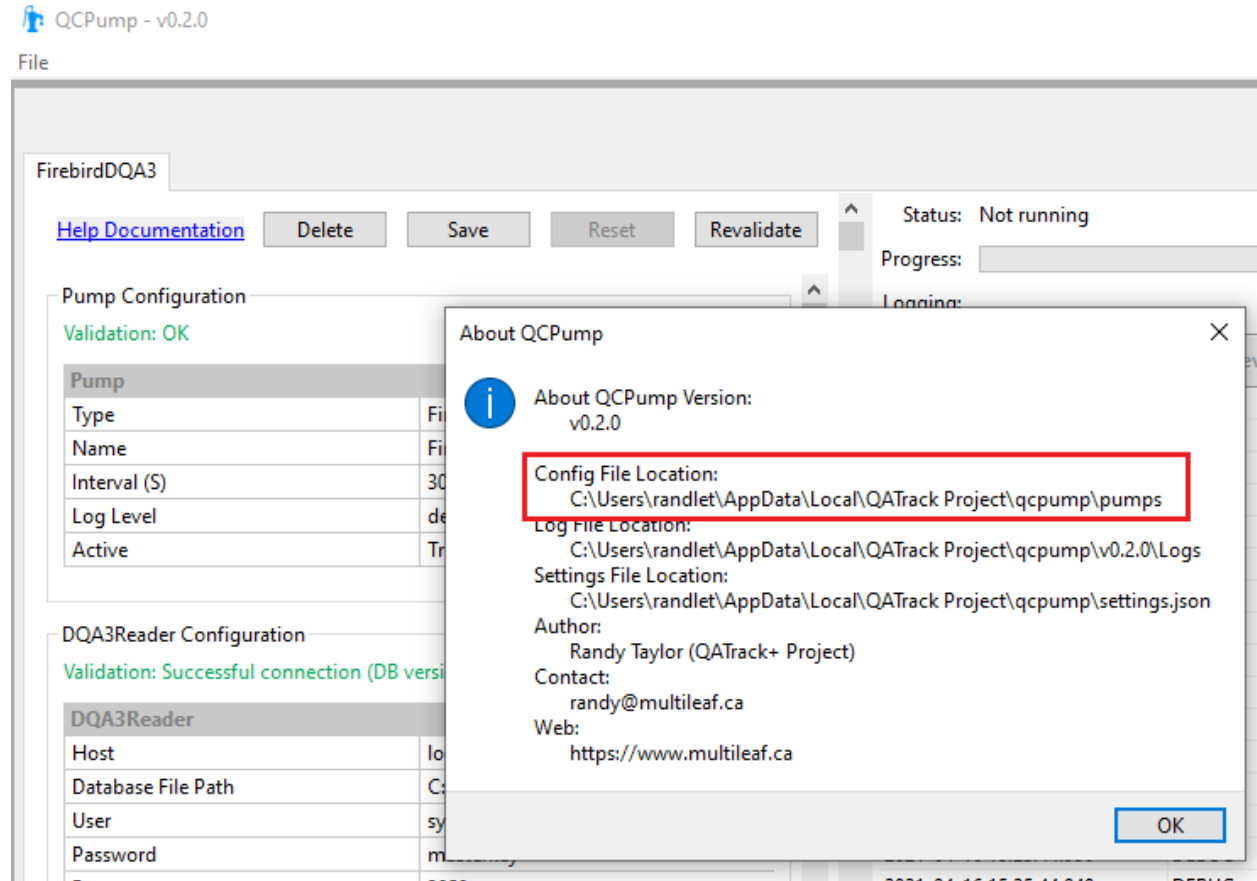 QCPump - v0.2.0
File
FirebirdDQA3
Help Documentation
Delete
Save
Reset
Revalidate
Status: Not running
Progress:
Logging:
Pump Configuration
Validation: OK
Pump
Type
Name
Interval (S)
30
Log Level
Active
DQA3Reader Configuration
Validation: Successful connection (DB
DQA3Reader
Host
Database File Path
C:
User
Password
About QCPump
About QCPump Version:
v0.2.0
Config File Location:
C:\Users\randlet\AppData\Local\QATrack Project\qcpump\pumps
Log File Location:
C:\Users\randlet\AppData\Local\QATrack Project\qcpump\v0.2.0\Logs
Settings File Location:
C:\Users\randlet\AppData\Local\QATrack Project\qcpump\settings.json
Author:
Randy Taylor (QATrack+ Project)
Contact:
randy@multileaf.ca
Web:
https://www.multileaf.ca
OK